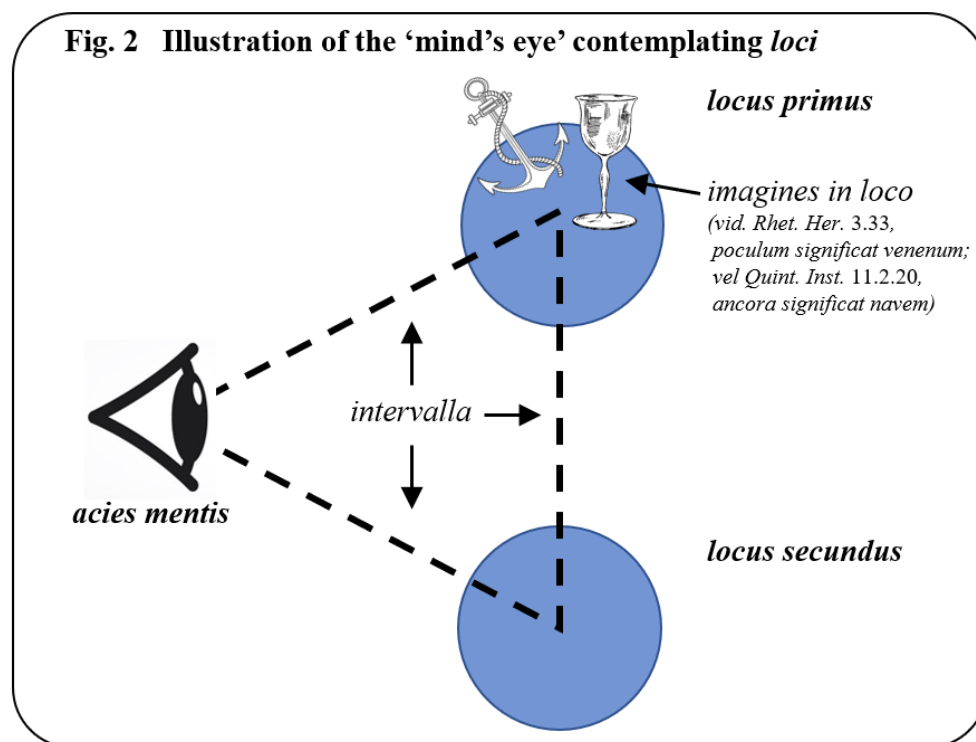 Fig. 2 Illustration of the ‘mind’s eye’ contemplating loci
locus primus
imagines in loco
(vid. Rhet. Her. 3.33,
poculum significat venenum;
vel Quint. Inst. 11.2.20,
ancora significat navem)
intervalla
acies mentis
locus secundus